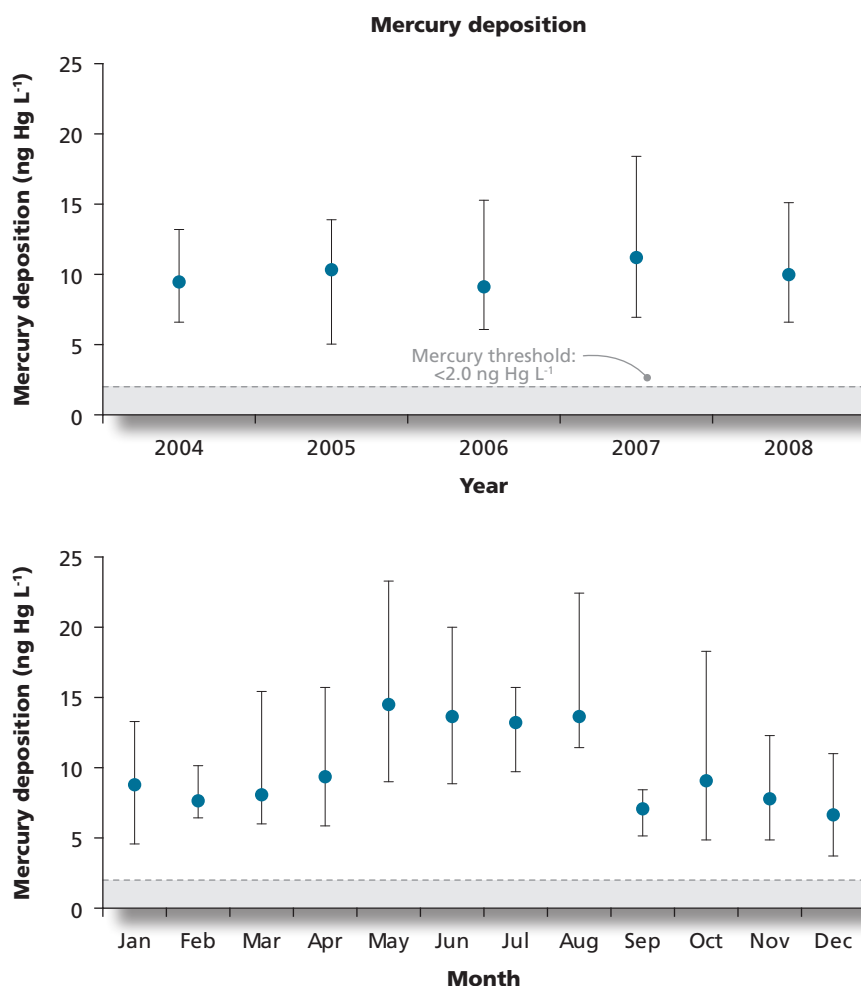 Mercury deposition
Mercury deposition (ng Hg L-1)
25
20
15
10
5
0
Mercury threshold:
<2.0 ng Hg L-1
2004 2005 2006 2007 2008
Year
Mercury deposition (ng Hg L-1)
25
20
15
10
5
0
Jan Feb Mar Apr May Jun Jul Aug Sep Oct Nov Dec
Month